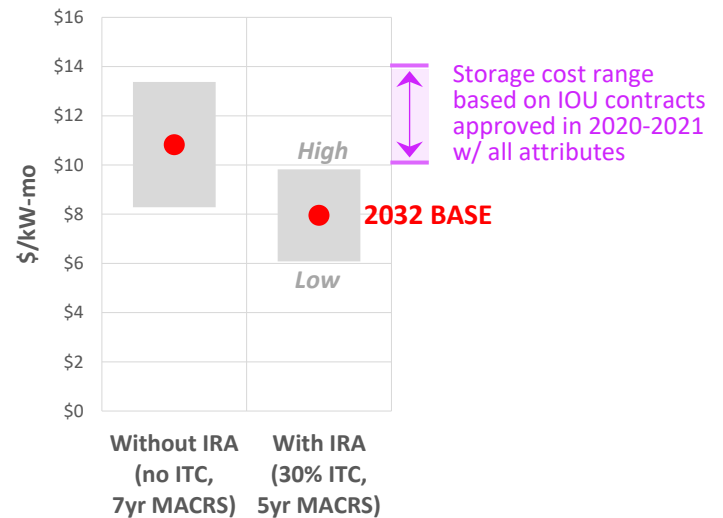 $/kW-mo
$16
$14
$12
$10
$8
$6
$4
$2
$0
High
Low
2032 BASE
Storage cost range
based on IOU contracts
approved in 2020-2021
w/ all attributes
Without IRA
(no ITC,
7yr MACRS)
With IRA
(30% ITC,
5yr MACRS)